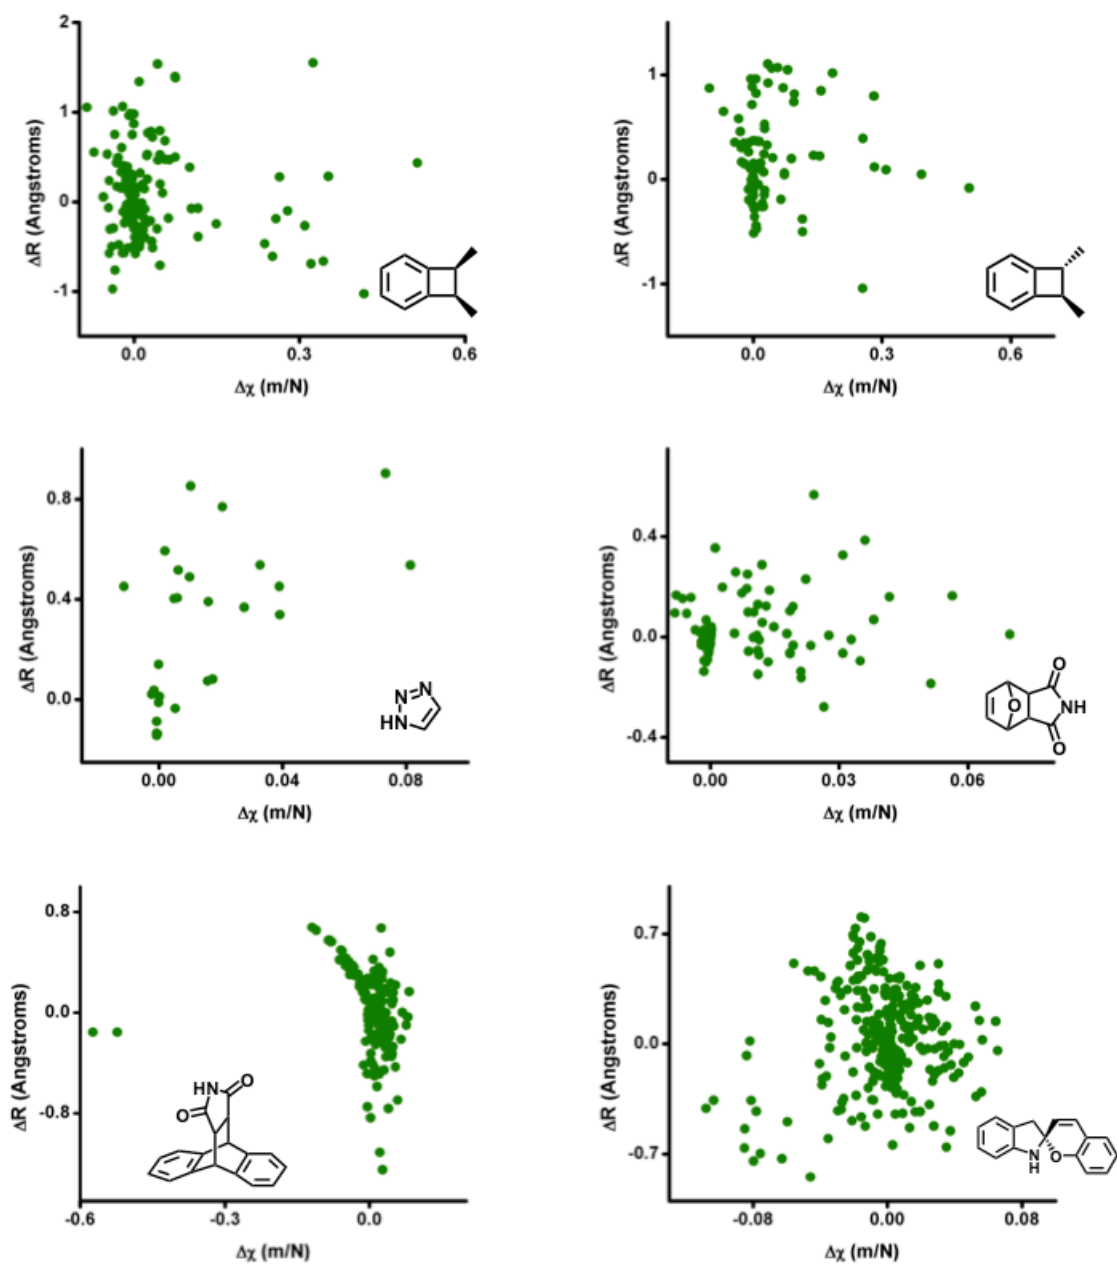 2
1
0
-1
ΔR (Angstroms)
0.0 0.3 0.6
Δχ (m/N)
1
0
-1
ΔR (Angstroms)
0.0 0.3 0.6
Δχ (m/N)
0.8
0.4
0.0
ΔR (Angstroms)
N
N
HN
0.00 0.04 0.08
Δχ (m/N)
0.4
0.0
-0.4
ΔR (Angstroms)
O
O
NH
O
0.00 0.03 0.06
Δχ (m/N)
0.8
0.0
-0.8
ΔR (Angstroms)
HN
O
O
-0.6 -0.3 0.0
Δχ (m/N)
0.7
0.0
-0.7
ΔR (Angstroms)
N
H
O
-0.08 0.00 0.08
Δχ (m/N)